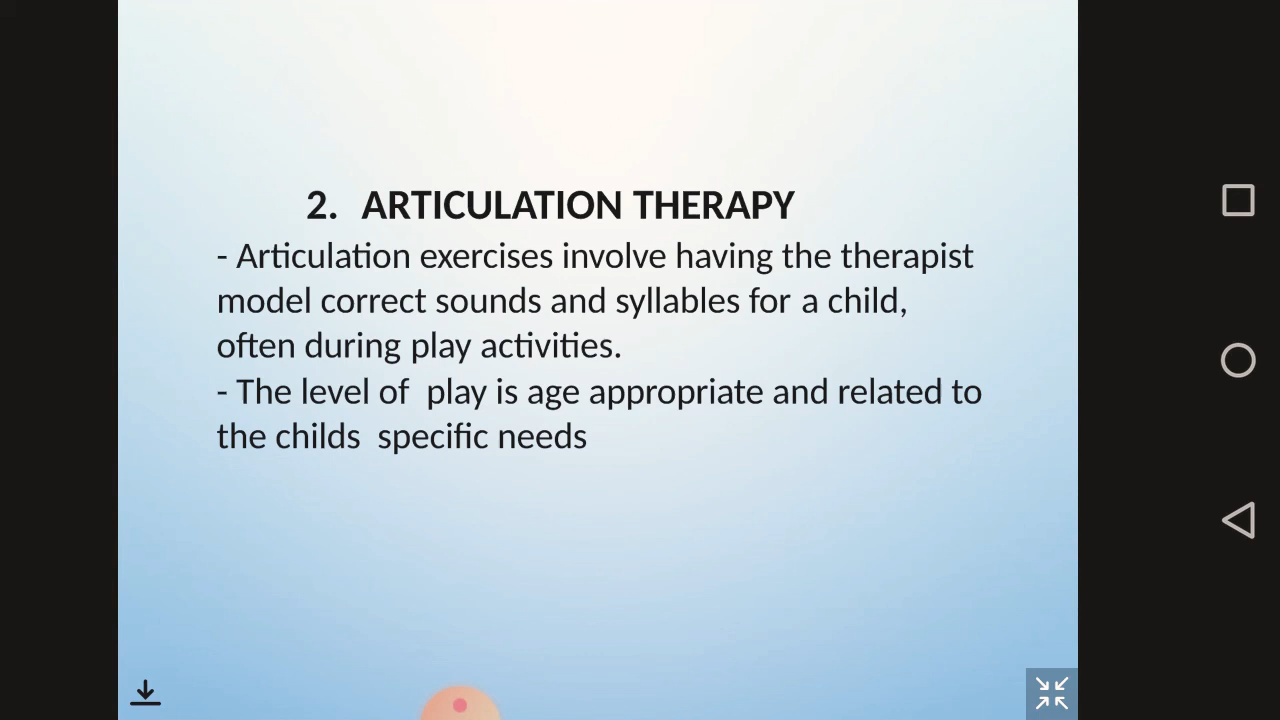 2. ARTICULATION THERAPY
- Articulation exercises involve having the therapist
model correct sounds and syllables for a child,
often during play activities.
- The level of  play is age appropriate and related to
the childs  specific needs